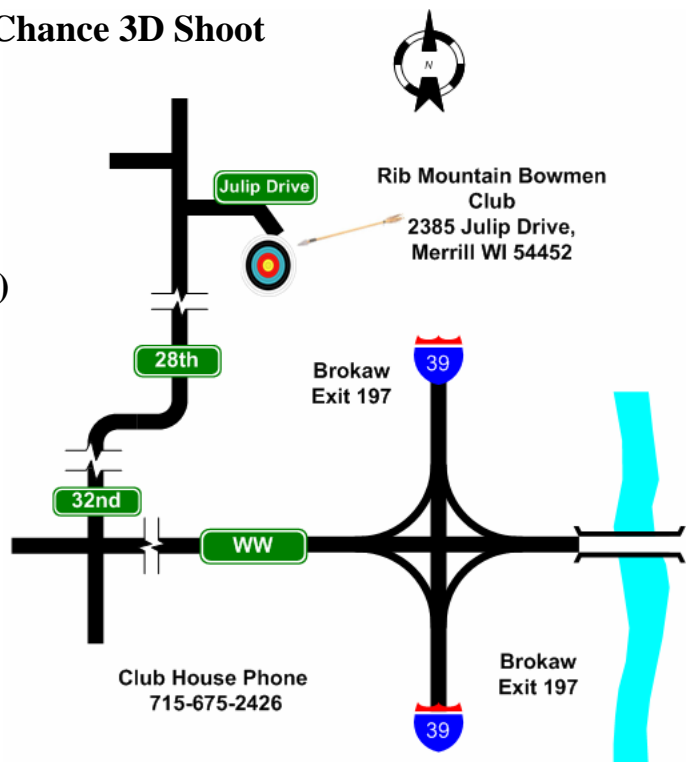 Chance 3D Shoot
N
Julip Drive
Rib Mountain Bowmen
Club
2385 Julip Drive,
Merrill WI 54452
)
28th
39
Brokaw
Exit 197
32nd
WW
Club House Phone
715-675-2426
Brokaw
Exit 197
39